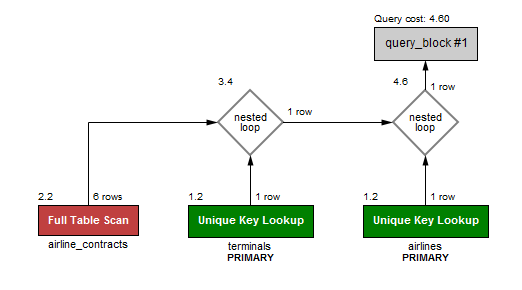 Query cost: 4.60
query_block #1
3.4
4.6
1 row
nested
loop
1 row
nested
loop
2.2
6 rows
1.2
1 row
1.2
1 row
Full Table Scan
Unique Key Lookup
Unique Key Lookup
airline_contracts
terminals
airlines
PRIMARY
PRIMARY